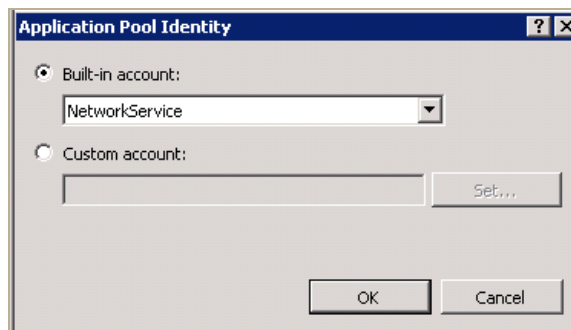 Application Pool Identity
Built-in account:
NetworkService
Custom account:
Set...
OK Cancel